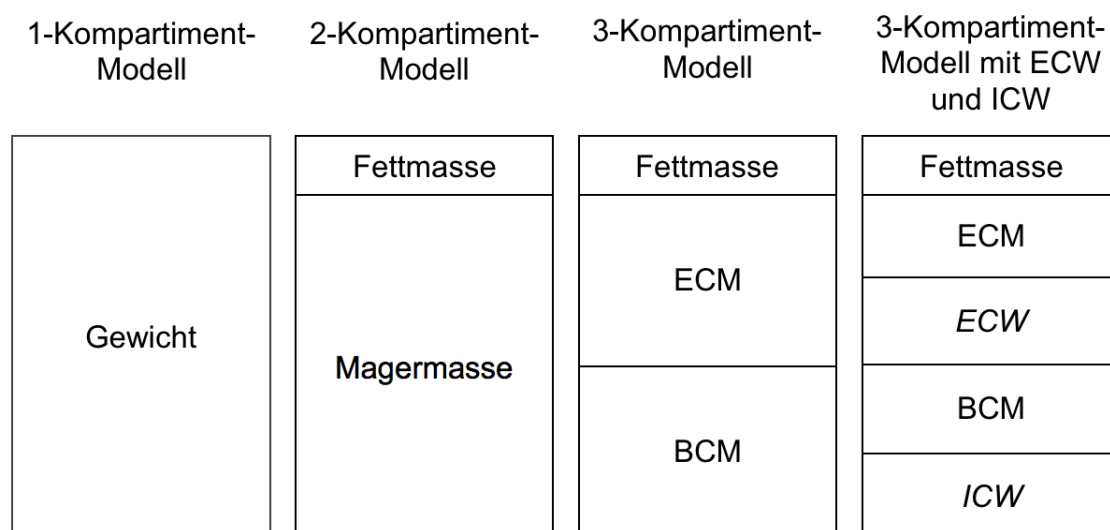 1-Kompartiment-
Modell
2-Kompartiment-
Modell
3-Kompartiment-
Modell
3-Kompartiment-
Modell mit ECW
und ICW
Gewicht
Fettmasse
Magermasse
Fettmasse
ECM
BCM
Fettmasse
ECM
ECW
BCM
ICW